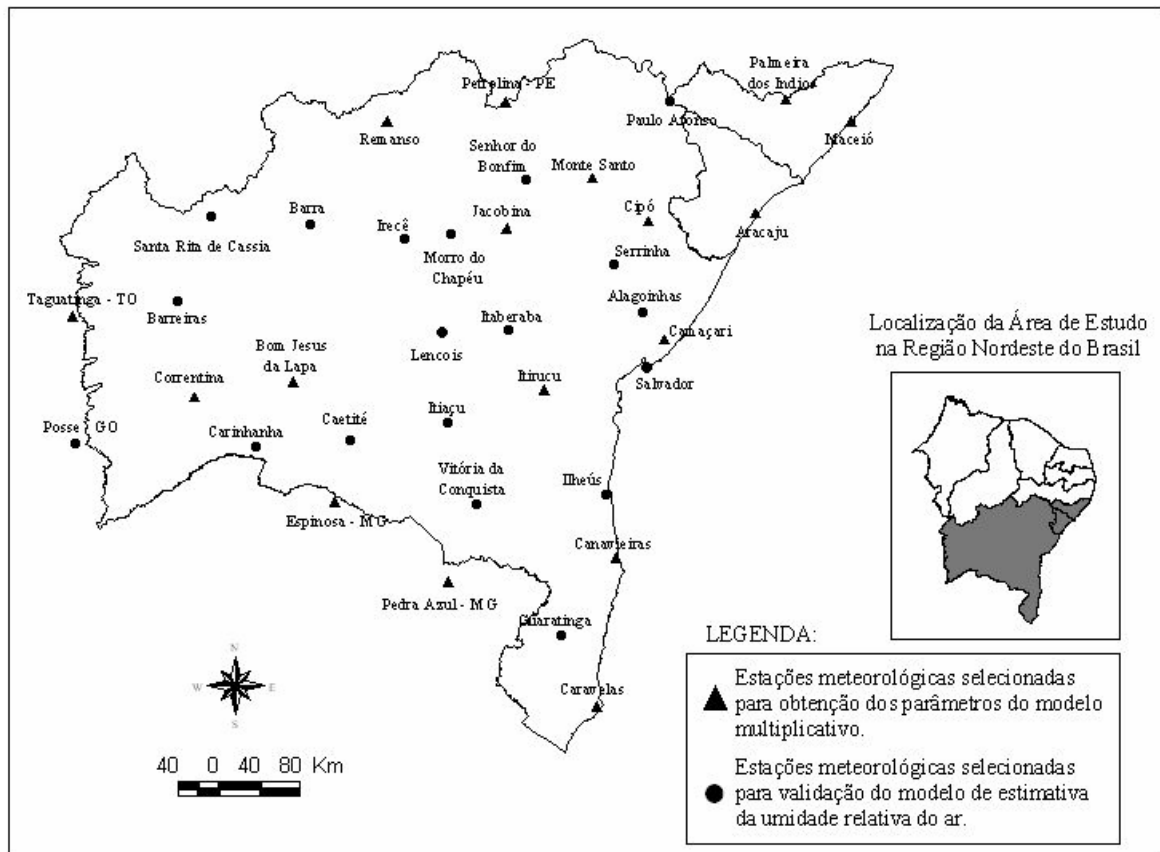 Palmeira
dos Indios
Petrolina - PE
Paulo Afonso
Remanso
Maceió
Senhor do
Bonfim
Monte Santo
Barra
Irecê
Jacobina
Cipó
Aracaju
Santa Rita de Cassia
Morro do
Chapéu
Serrinha
Taguatinga - TO
Barreiras
Itaberaba
Alagoinhas
Camaçari
Lencois
Bom Jesus
da Lapa
Correntina
Itirucu
Salvador
Posse GO
Carinhanha
Caetité
Itiaçu
Vitória da
Conquista
Ilheús
Espinosa - MG
Canavieiras
Pedra Azul - MG
Guaratinga
Caravelas
Localização da Área de Estudo
na Região Nordeste do Brasil
N
W E
S
40 0 40 80 Km
LEGENDA:
Estações meteorológicas selecionadas
para obtenção dos parâmetros do modelo
multiplicativo.
Estações meteorológicas selecionadas
para validação do modelo de estimativa
da umidade relativa do ar.